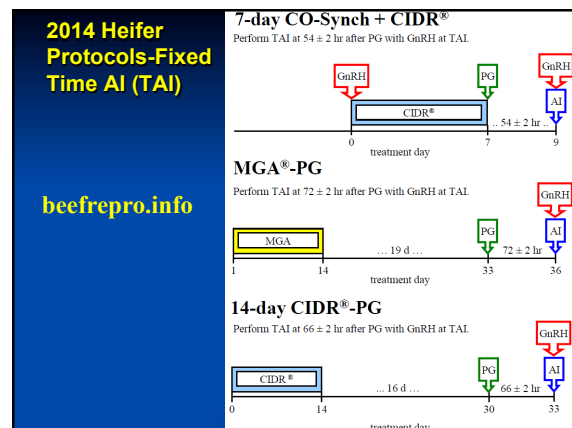 2014 Heifer
Protocols-Fixed
Time AI (TAI)
beefrepro.info
7-day CO-Synch + CIDR®
Perform TAI at 54 ± 2 hr after PG with GnRH at TAI.
GnRH
PG
GnRH
CIDR®
.. 54 ± 2 hr ..
AI
0
7
9
treatment day
MGA®-PG
Perform TAI at 72 ± 2 hr after PG with GnRH at TAI.
GnRH
MGA
... 19 d ...
PG
72 ± 2 hr
AI
1
14
33
36
treatment day
14-day CIDR®-PG
Perform TAI at 66 ± 2 hr after PG with GnRH at TAI.
GnRH
CIDR ®
... 16 d ...
PG
66 ± 2 hr
AI
0
14
30
33
treatment day